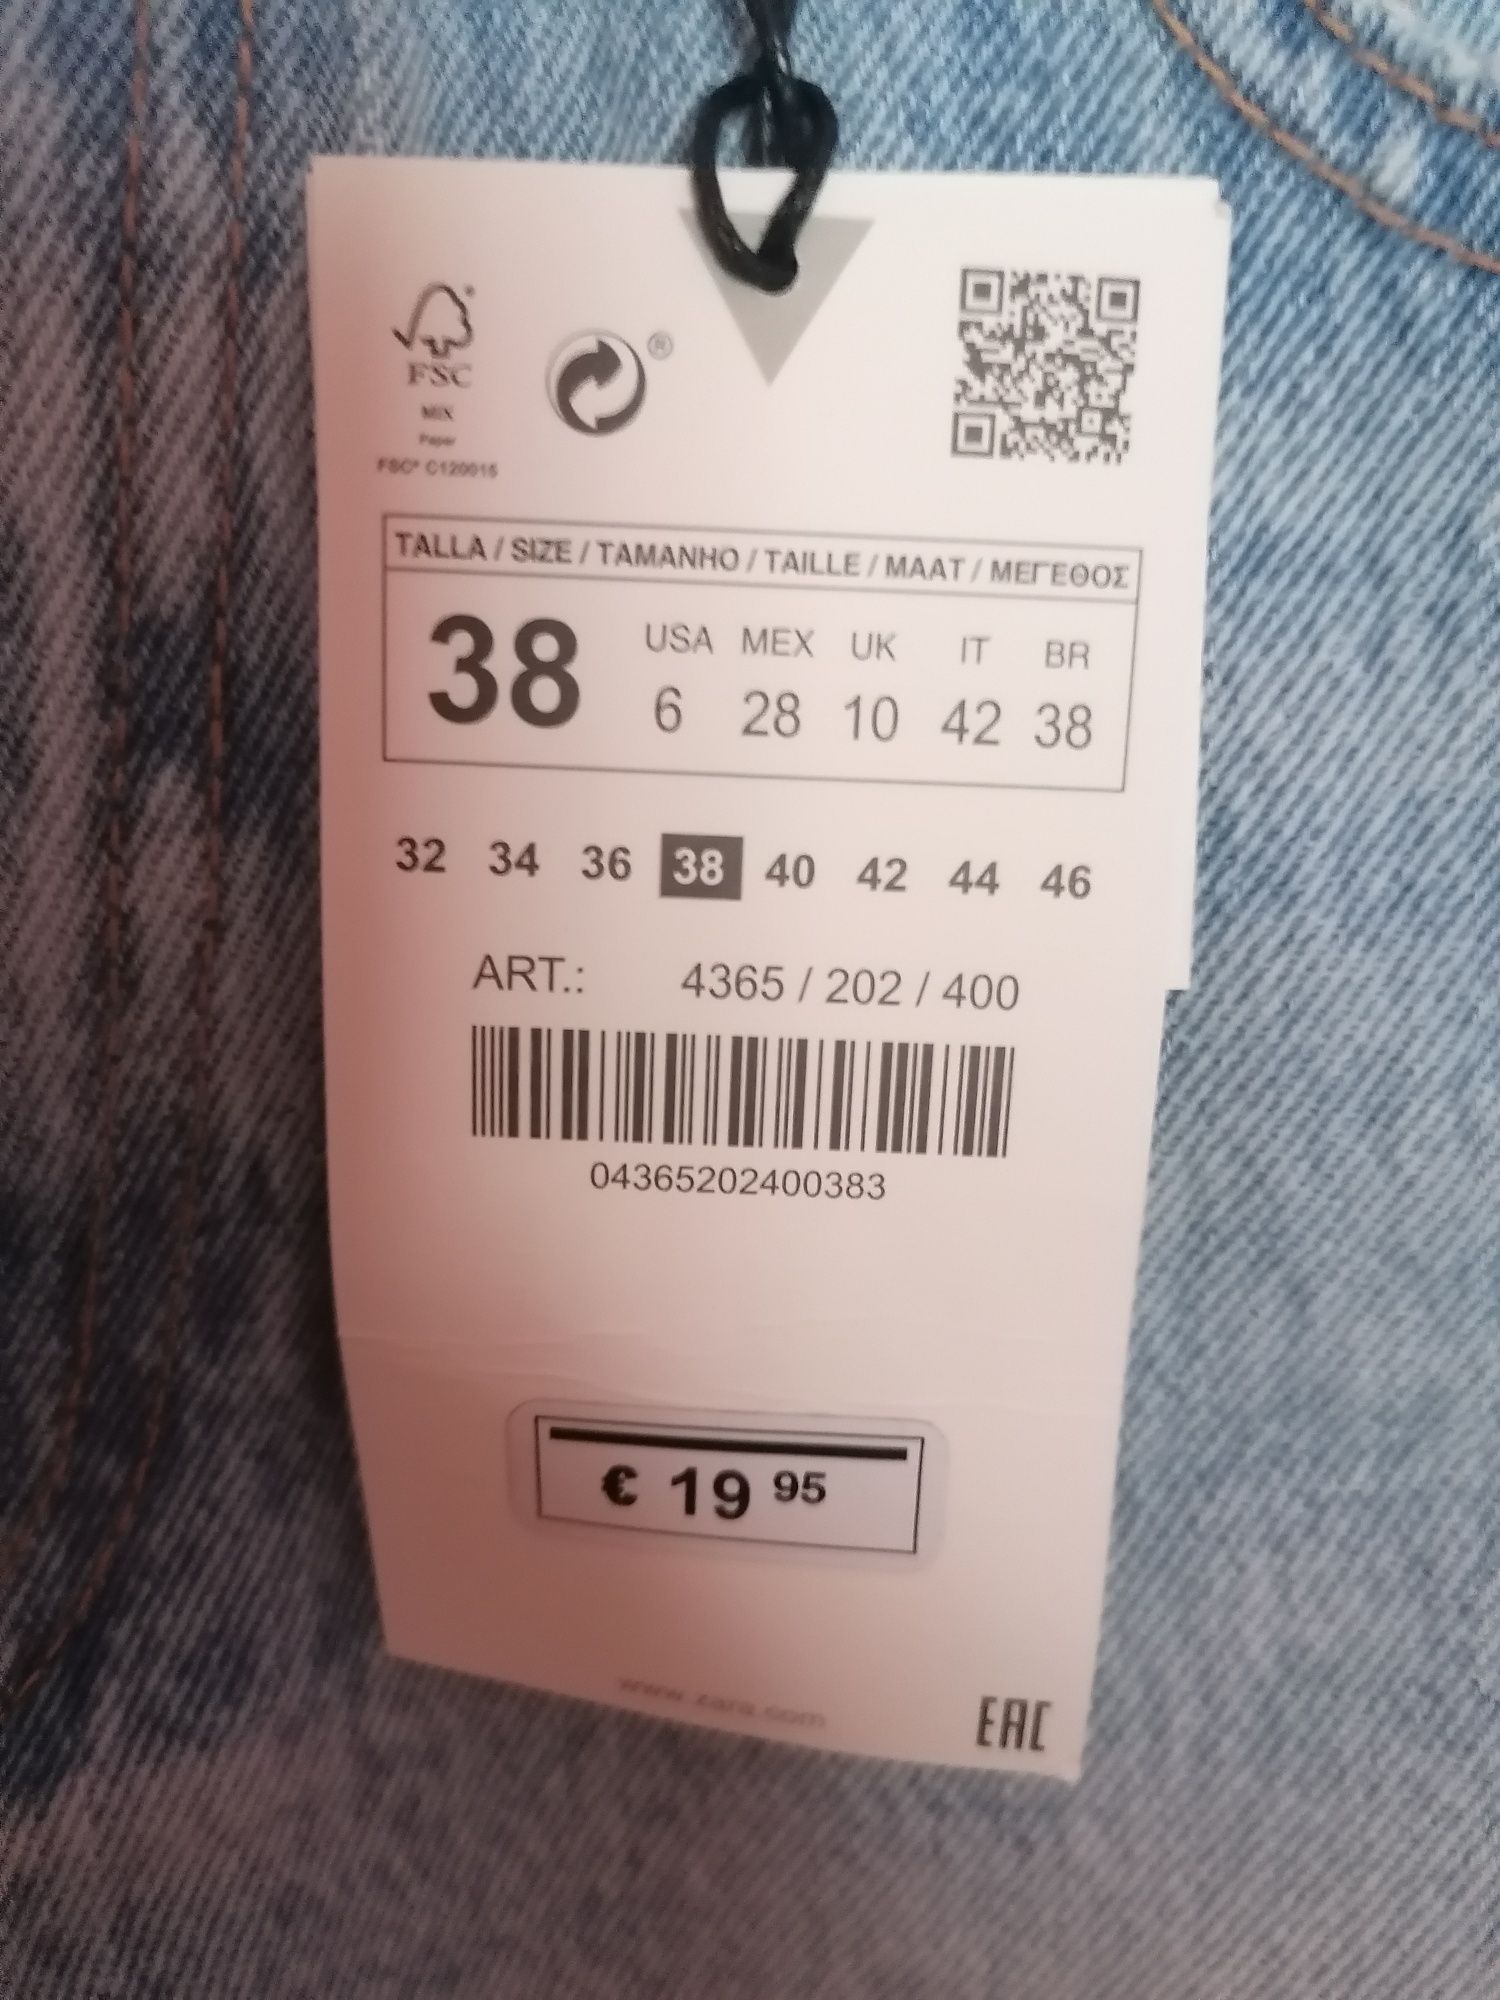 FSC
MIX
Paper
FSC® C120015
®
TALLA / SIZE / TAMANHO / TAILLE / MAAT / ΜΕΓΕΘΟΣ
38
USA MEX UK IT BR
6 28 10 42 38
32 34 36 38 40 42 44 46
ART.: 4365 / 202 / 400
04365202400383
€ 19 95
www.zara.com
EAC